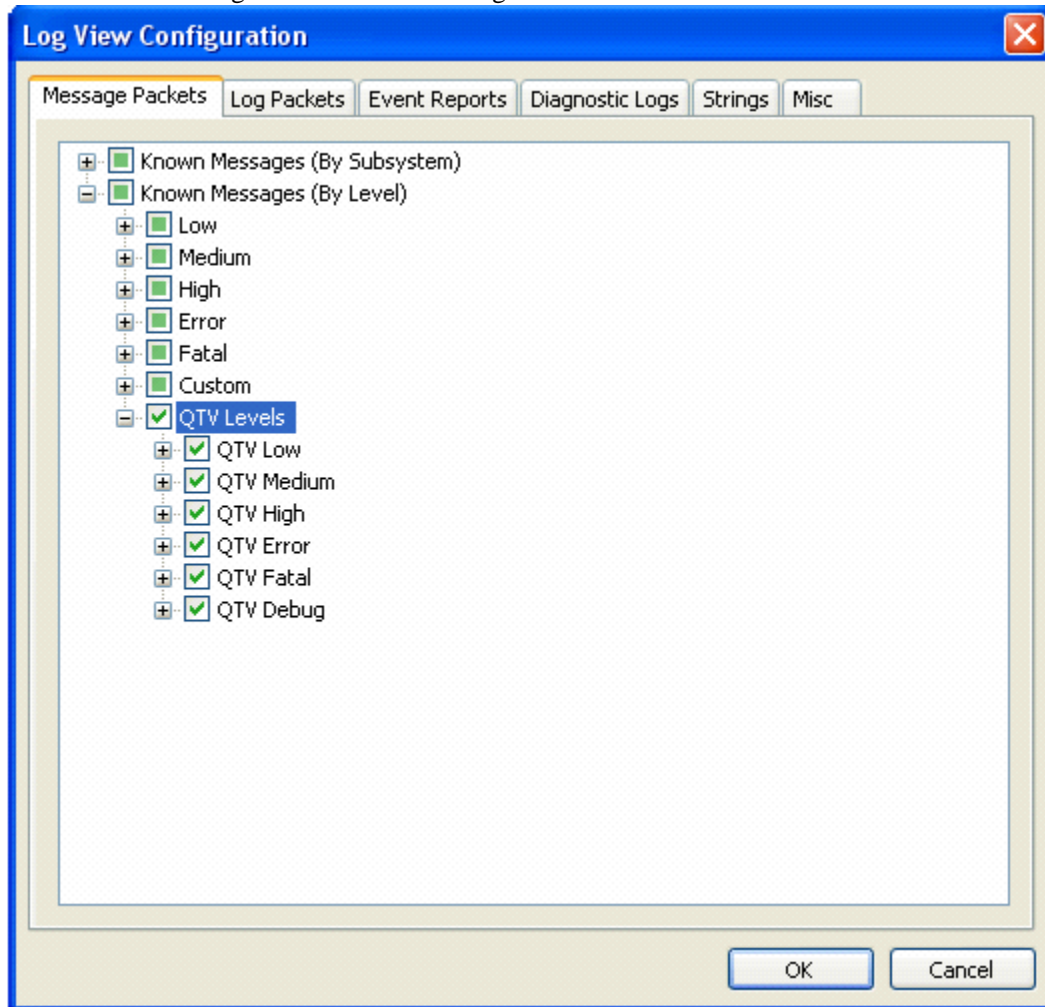 Log View Configuration
Message Packets Log Packets Event Reports Diagnostic Logs Strings Misc
Known Messages (By Subsystem)
Known Messages (By Level)
Low
Medium
High
Error
Fatal
Custom
QTV Levels
QTV Low
QTV Medium
QTV High
QTV Error
QTV Fatal
QTV Debug
OK Cancel